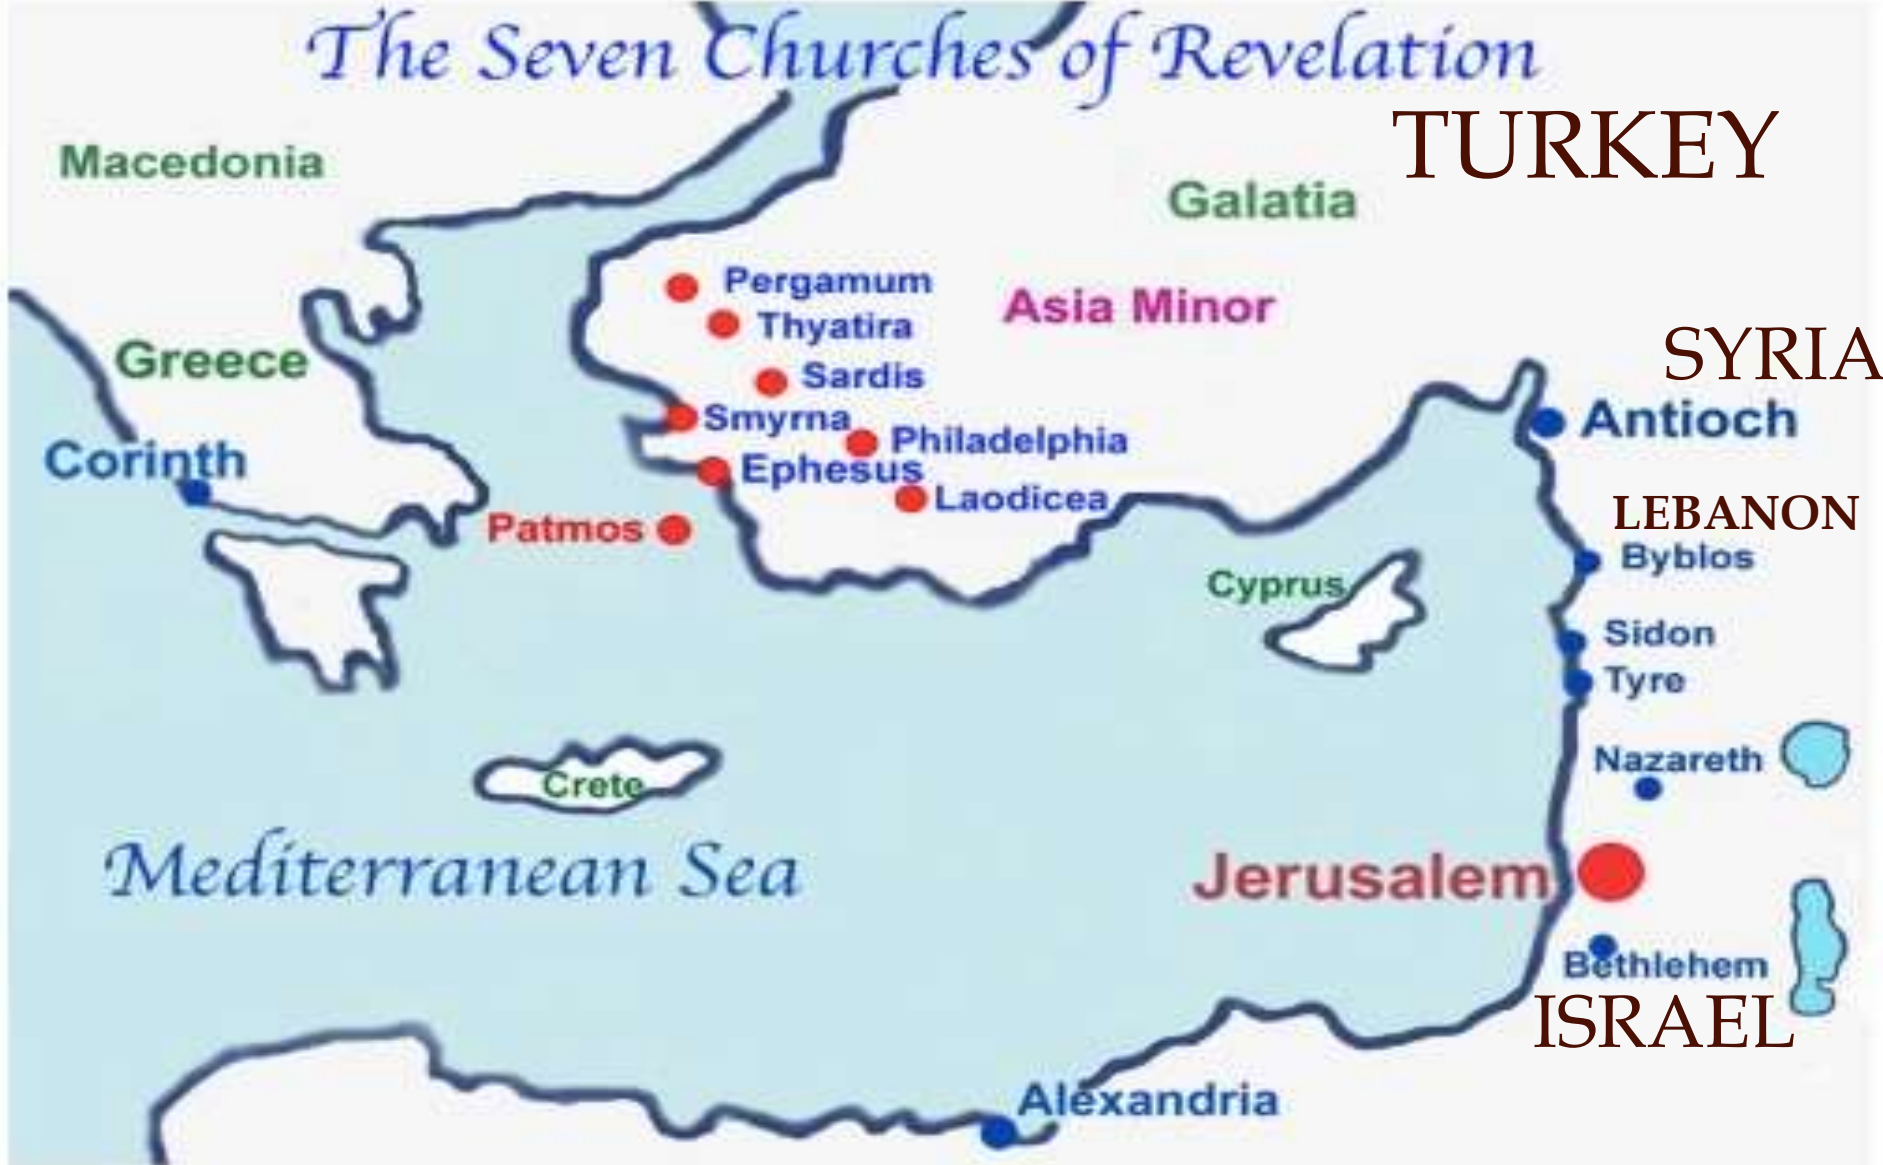 The Seven Churches of Revelation
TURKEY
Macedonia
Galatia
Pergamum
Asia Minor
Thyatira
SYRIA
Greece
Sardis
Smyrna
Antioch
Philadelphia
Corinth
Ephesus
Laodicea
LEBANON
Patmos
Byblos
Cyprus
Sidon
Tyre
Nazareth
Crete
Mediterranean Sea
Jerusalem
Bethlehem
ISRAEL
Alexandria